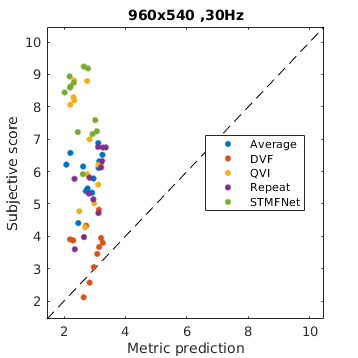 960x540 ,30Hz
Subjective score
10
9
8
7
6
5
4
3
2
Average
DVF
QVI
Repeat
STMFNet
2 4 6 8 10
Metric prediction